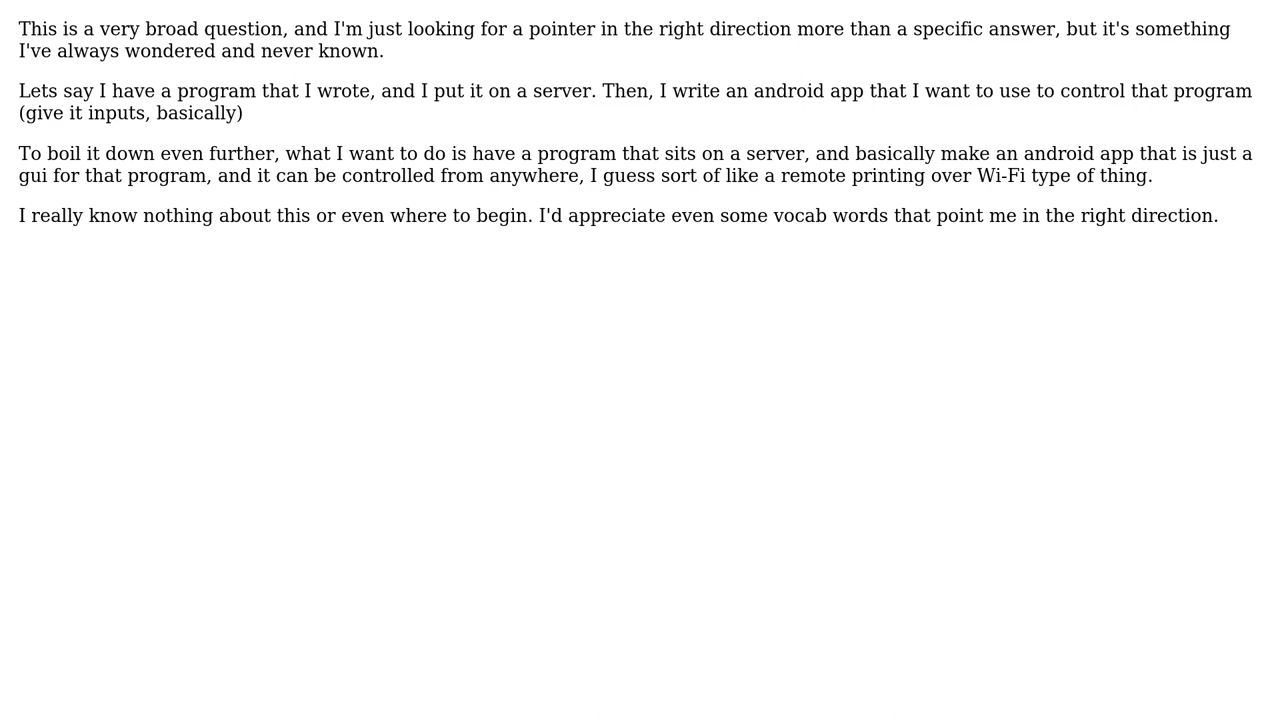 This is a very broad question, and I'm just looking for a pointer in the right direction more than a specific answer, but it's something
I've always wondered and never known.
Lets say I have a program that I wrote, and I put it on a server. Then, I write an android app that I want to use to control that program
(give it inputs, basically)
To boil it down even further, what I want to do is have a program that sits on a server, and basically make an android app that is just a
gui for that program, and it can be controlled from anywhere, I guess sort of like a remote printing over Wi-Fi type of thing.
I really know nothing about this or even where to begin. I'd appreciate even some vocab words that point me in the right direction.